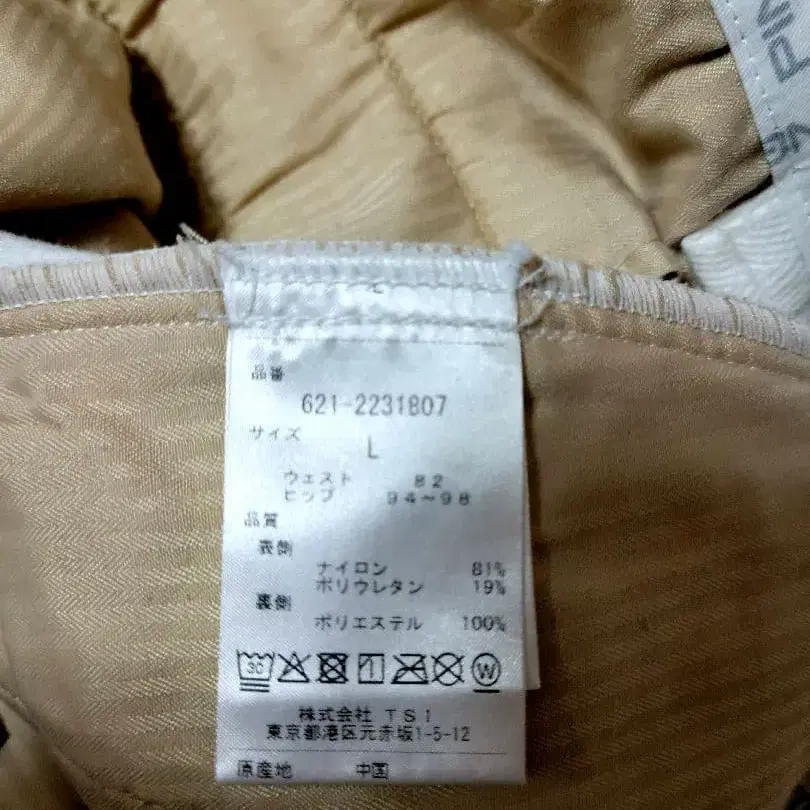 PIN
品番
621-2231807
サイズ
L
ウェスト 82
ヒップ 94～98
品質
表側
ナイロン 81%
ポリウレタン 19%
裏側
ポリエステル 100%
30
W
株式会社 TSI
東京都港区元赤坂1-5-12
原産地 中国